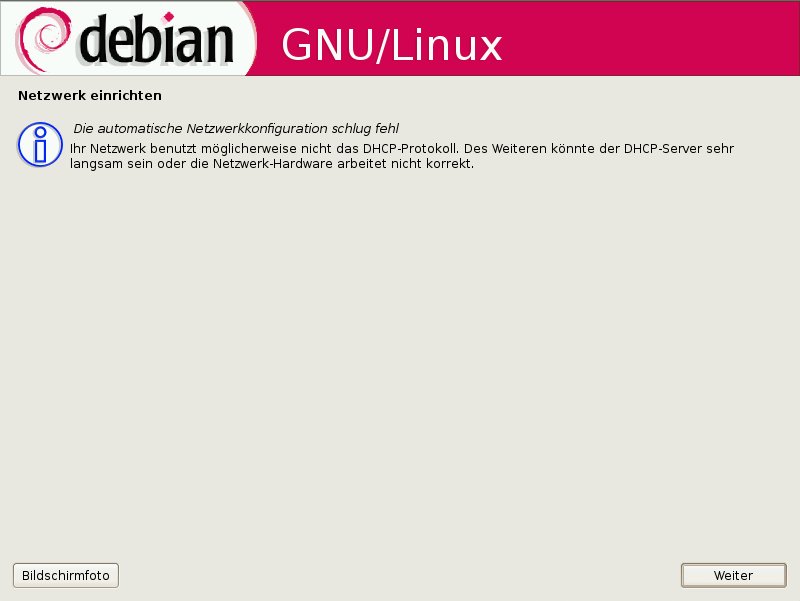 debian GNU/Linux
Netzwerk einrichten
Die automatische Netzwerkkonfiguration schlug fehl
Ihr Netzwerk benutzt möglicherweise nicht das DHCP-Protokoll. Des Weiteren könnte der DHCP-Server sehr
langsam sein oder die Netzwerk-Hardware arbeitet nicht korrekt.
Bildschirmfoto Weiter